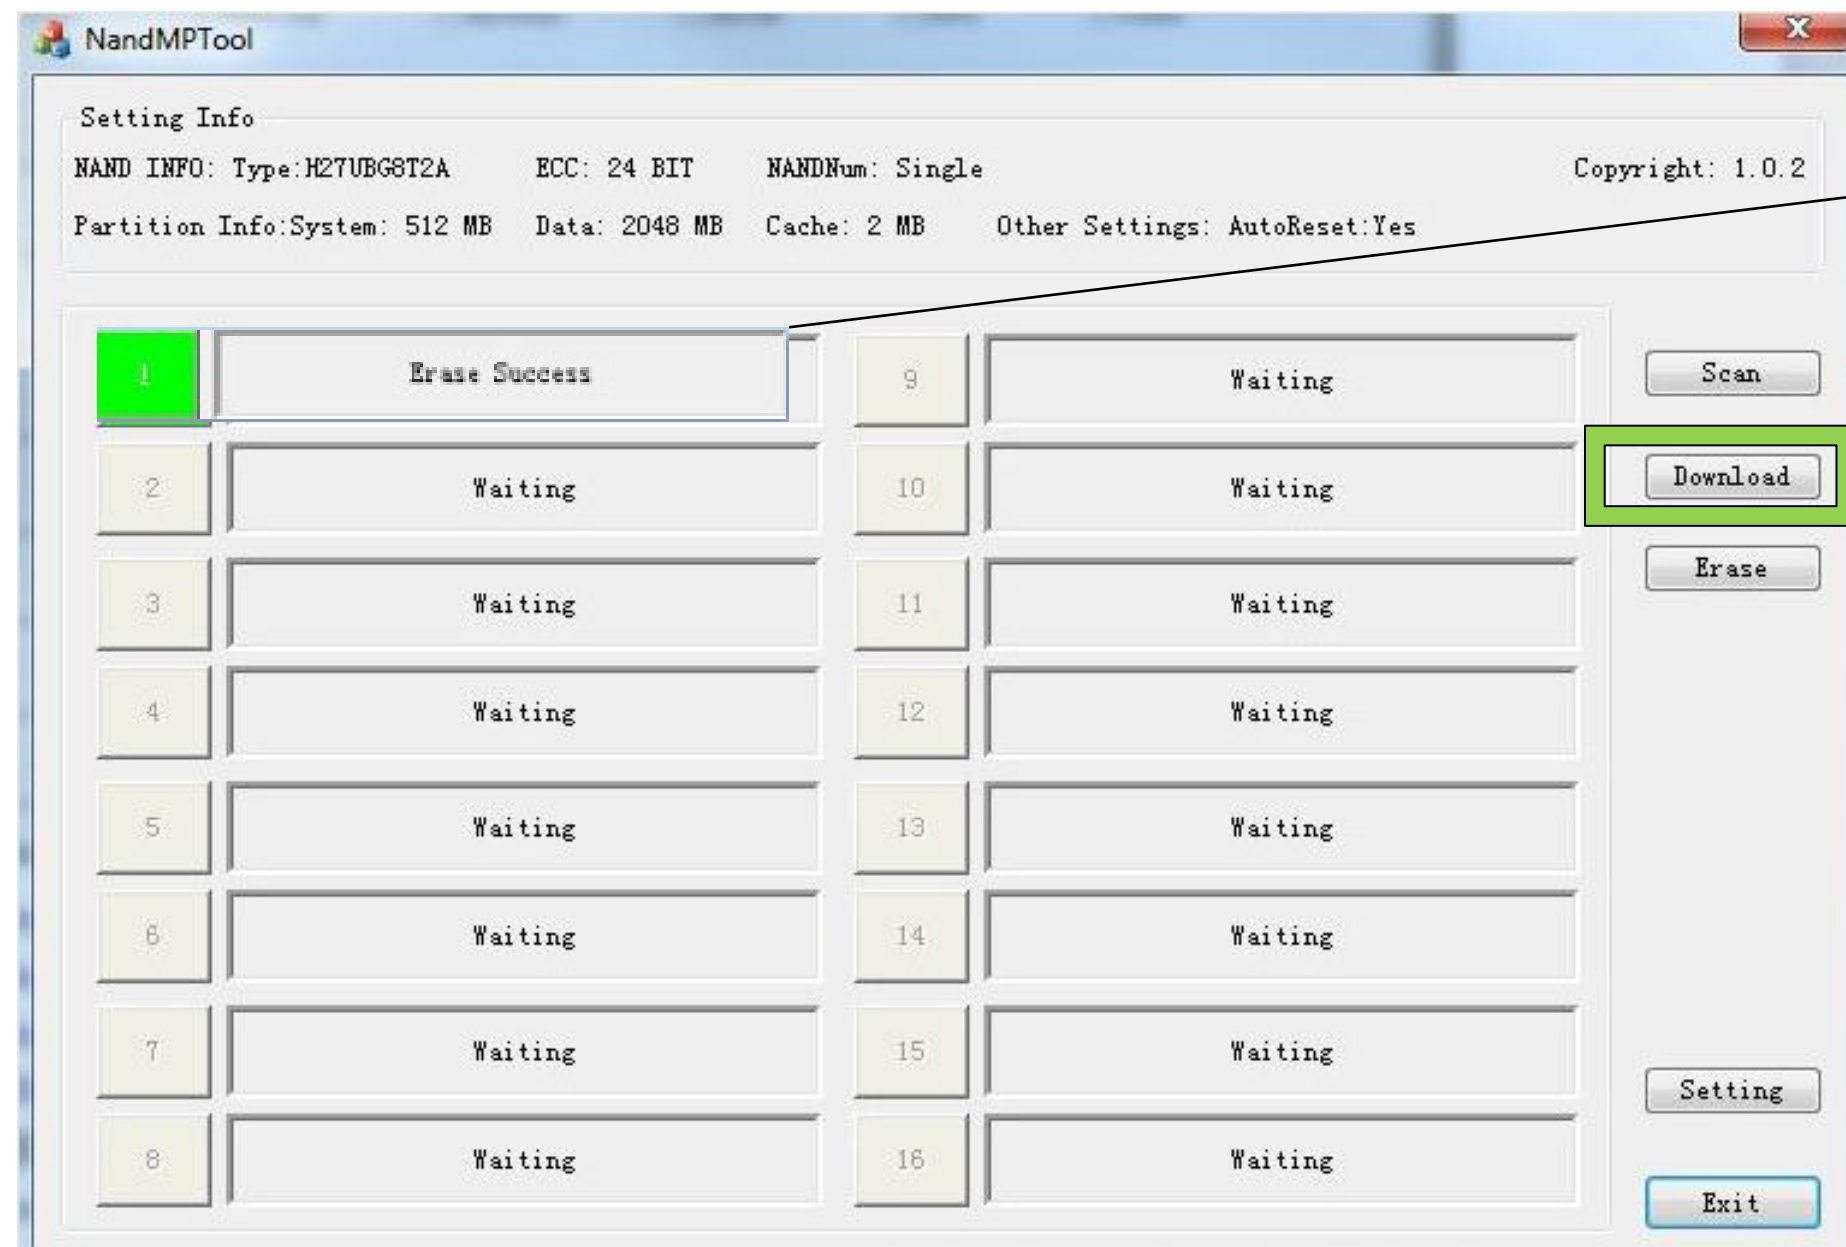 NandMPTool
Setting Info
NAND INFO: Type:H27UBG8T2A ECC: 24 BIT NANDNum: Single Copyright: 1.0.2
Partition Info:System: 512 MB Data: 2048 MB Cache: 2 MB Other Settings: AutoReset:Yes
1 Erase Success 9 Waiting Scan
2 Waiting 10 Waiting Download
3 Waiting 11 Waiting Erase
4 Waiting 12 Waiting
5 Waiting 13 Waiting
6 Waiting 14 Waiting
7 Waiting 15 Waiting Setting
8 Waiting 16 Waiting Exit